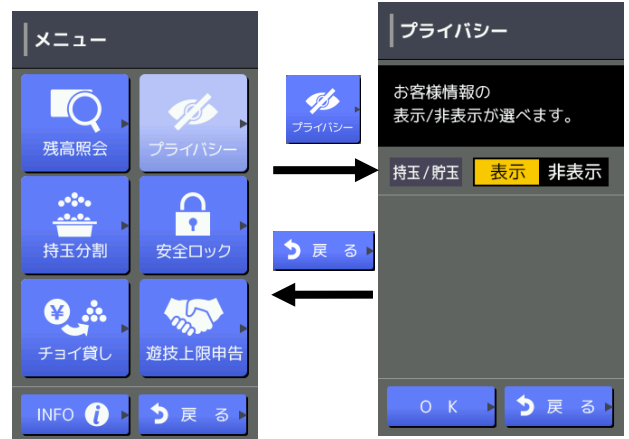 メニュー
残高照会
プライバシー
持玉分割
安全ロック
チョイ貸し
遊技上限申告
INFO
戻 る
プライバシー
戻 る
プライバシー
お客様情報の
表示/非表示が選べます。
持玉/貯玉 表示 非表示
OK
戻 る